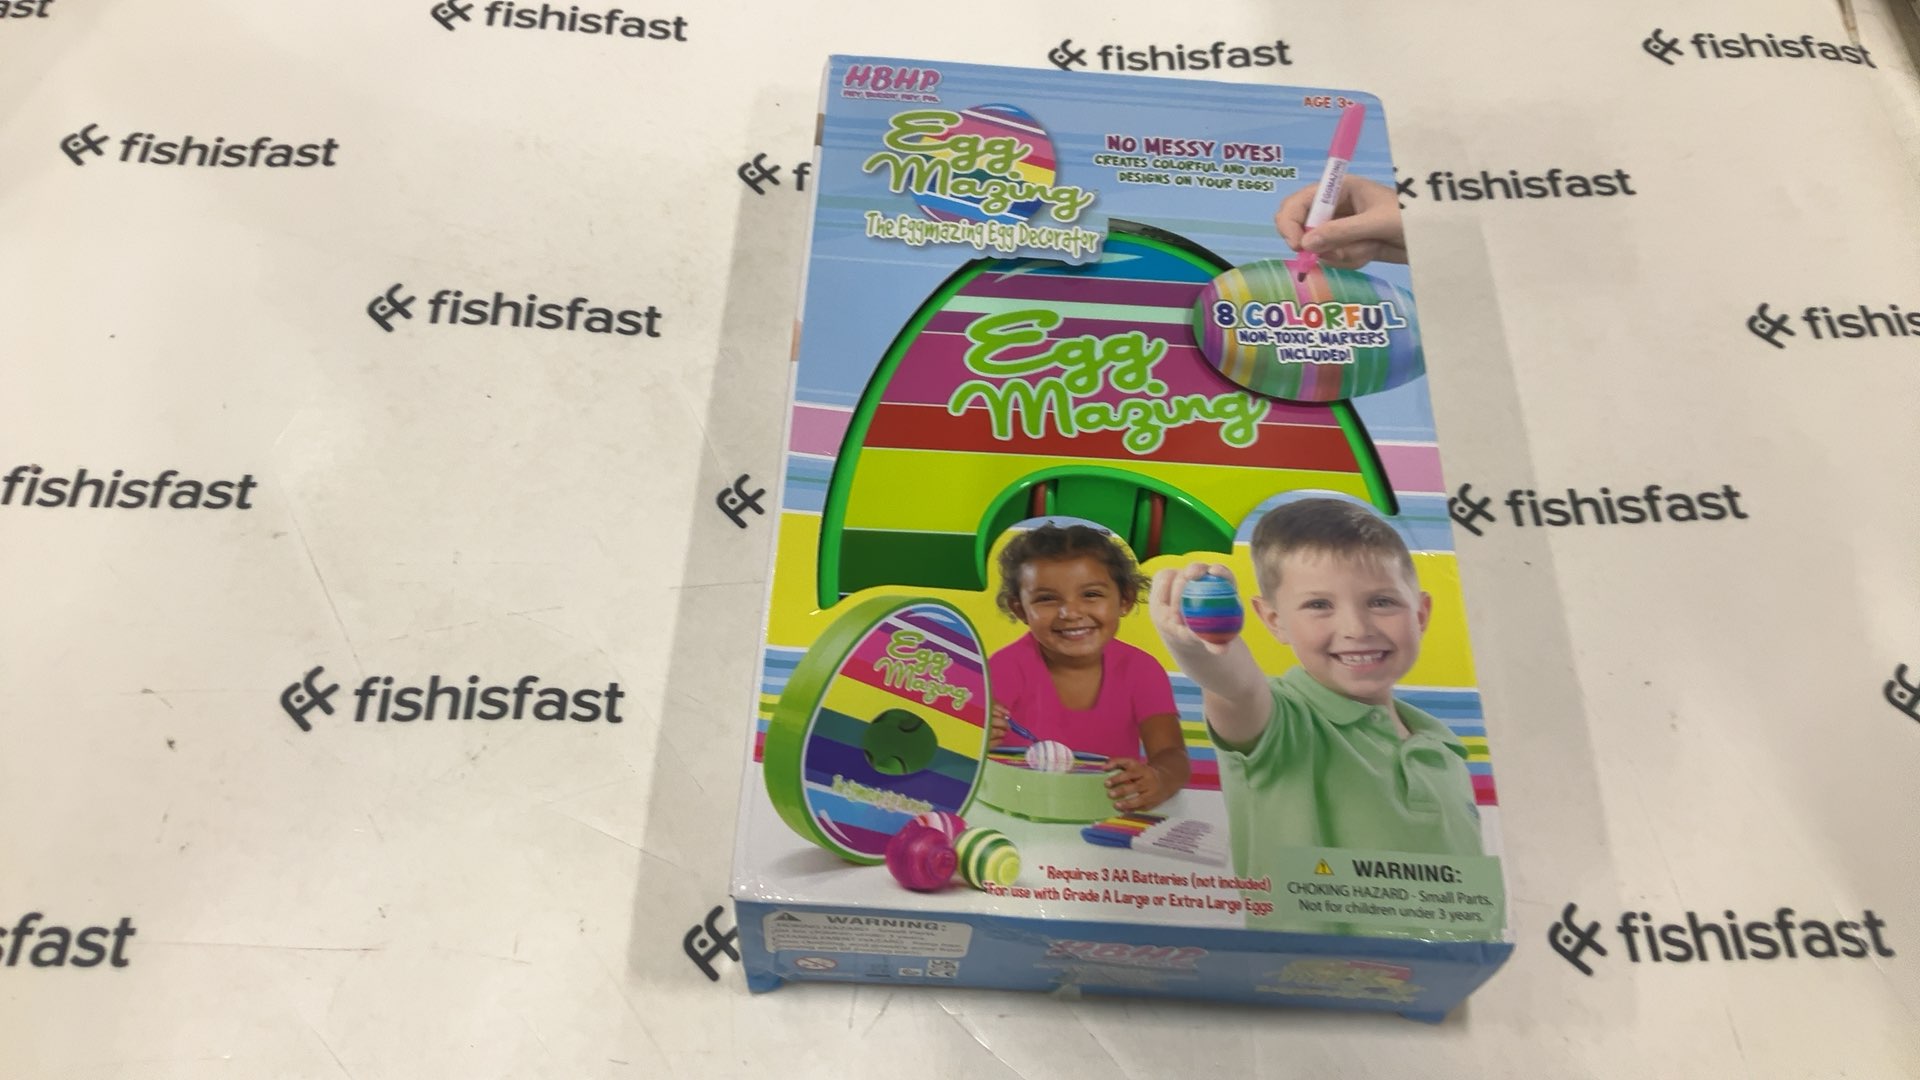 fishisfast
fishisfast
fishisfast
fishisfast
fishisfast
fishisfast
fishisfast
fishisfast
fishisfast
fishisfast
HBHP
AGE 3+
Egg
Mazing
The Eggmazing Egg Decorator
NO MESSY DYES!
CREATES COLORFUL AND UNIQUE
DESIGNS ON YOUR EGGS!
EGGMAZING
8 COLORFUL
NON-TOXIC MARKERS
INCLUDED!
Egg
Mazing
Egg
Mazing
* Requires 3 AA Batteries (not included)
*For use with Grade A Large or Extra Large Eggs
WARNING:
CHOKING HAZARD - Small Parts.
Not for children under 3 years.
WARNING:
HBHP